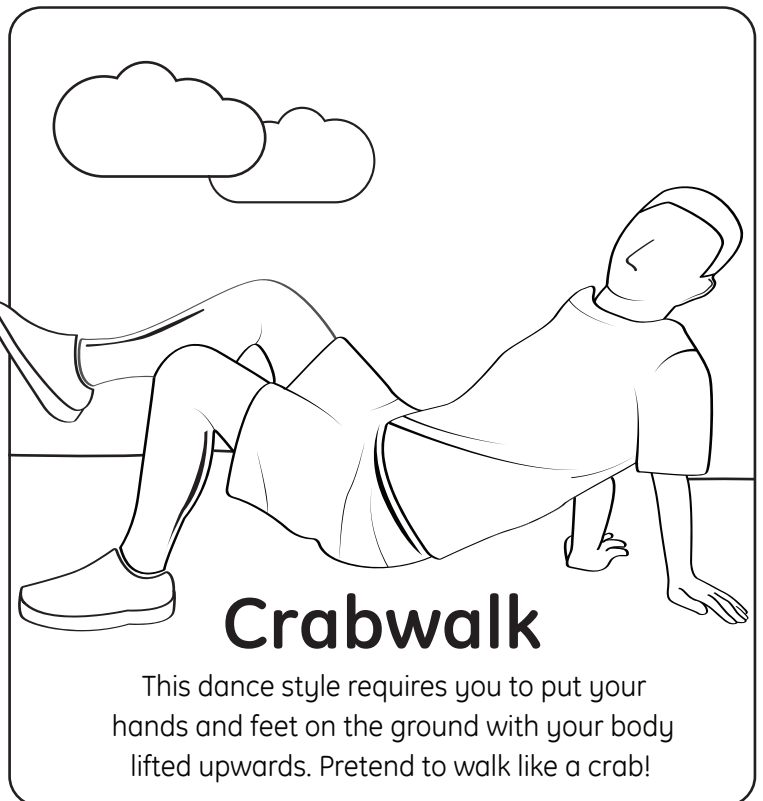 Crabwalk
This dance style requires you to put your
hands and feet on the ground with your body
lifted upwards. Pretend to walk like a crab!